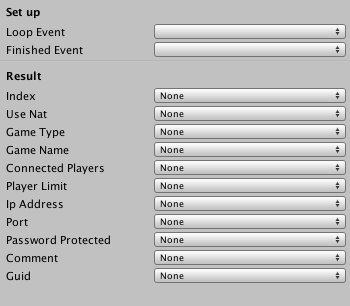 Set up
Loop Event
Finished Event
Result
Index None
Use Nat None
Game Type None
Game Name None
Connected Players None
Player Limit None
Ip Address None
Port None
Password Protected None
Comment None
Guid None